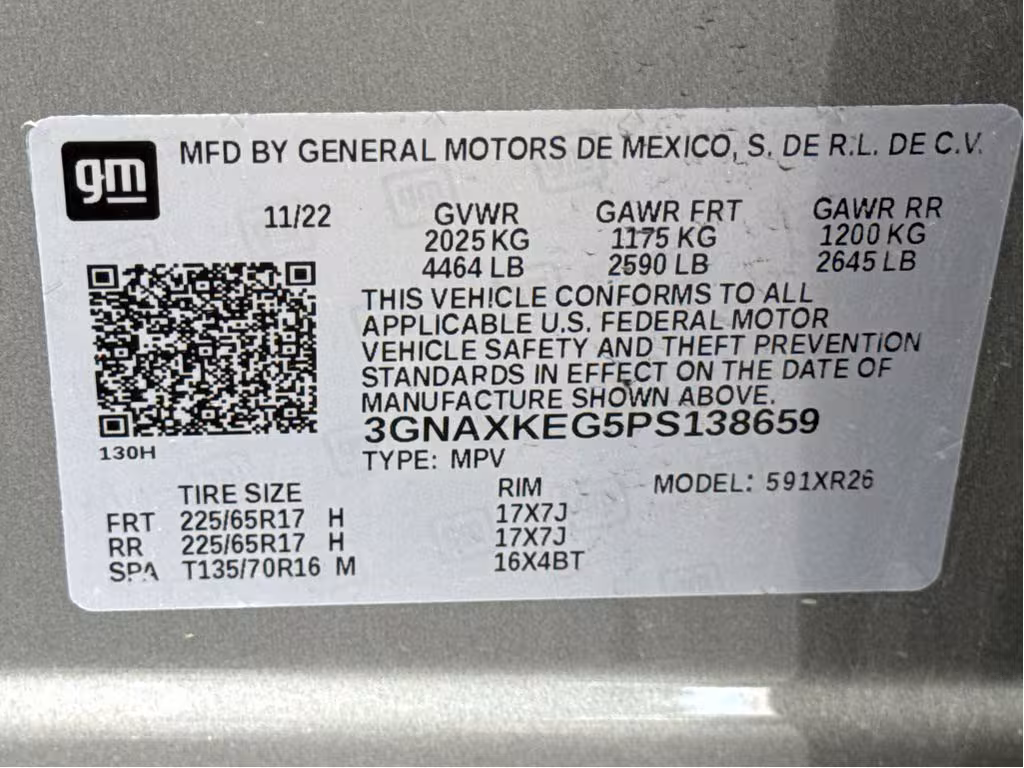 gm
MFD BY GENERAL MOTORS DE MEXICO, S. DE R.L. DE C.V.
11/22 GVWR GAWR FRT GAWR RR
2025 KG 1175 KG 1200 KG
4464 LB 2590 LB 2645 LB
THIS VEHICLE CONFORMS TO ALL
APPLICABLE U.S. FEDERAL MOTOR
VEHICLE SAFETY AND THEFT PREVENTION
STANDARDS IN EFFECT ON THE DATE OF
MANUFACTURE SHOWN ABOVE.
3GNAXKEG5PS138659
130H
TYPE: MPV
TIRE SIZE RIM MODEL: 591XR26
FRT 225/65R17 H 17X7J
RR 225/65R17 H 17X7J
SPA T135/70R16 M 16X4BT